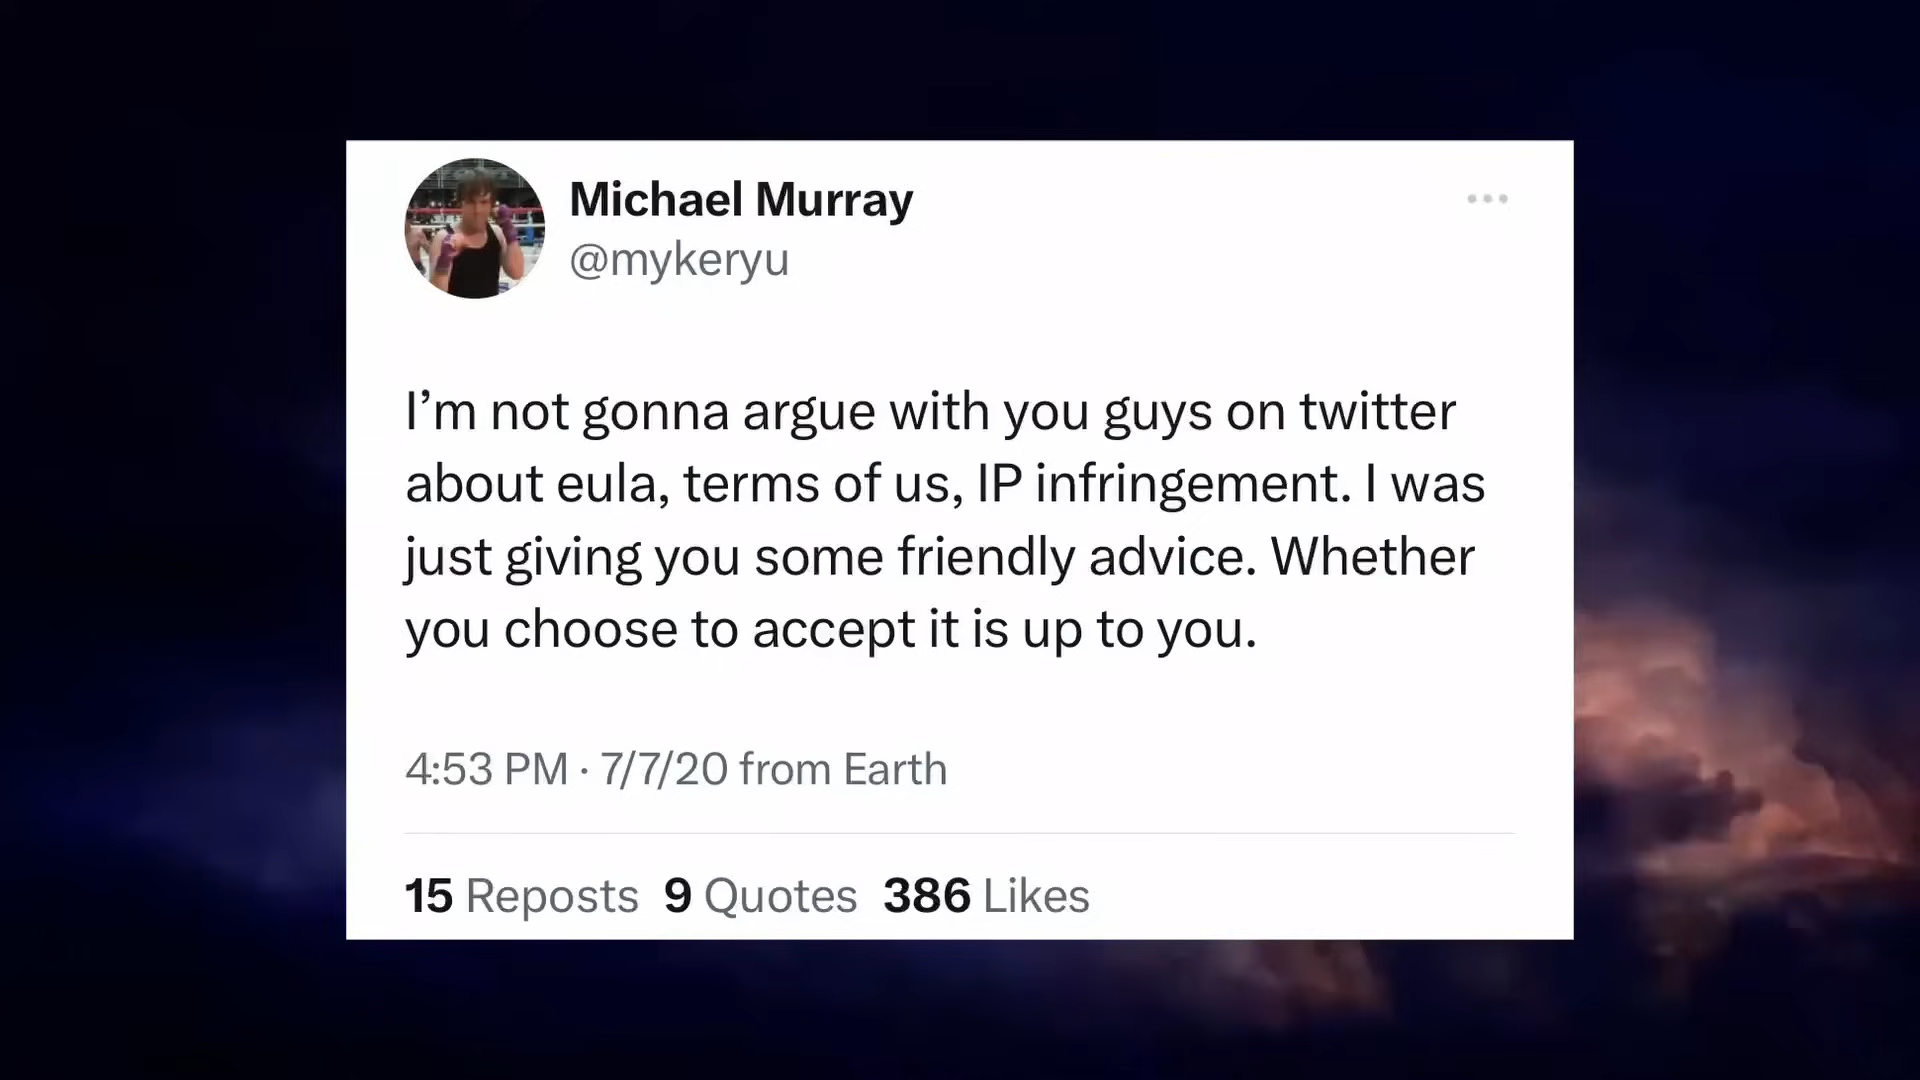 Michael Murray
@mykeryu
I’m not gonna argue with you guys on twitter
about eula, terms of us, IP infringement. I was
just giving you some friendly advice. Whether
you choose to accept it is up to you.
4:53 PM · 7/7/20 from Earth
15 Reposts 9 Quotes 386 Likes